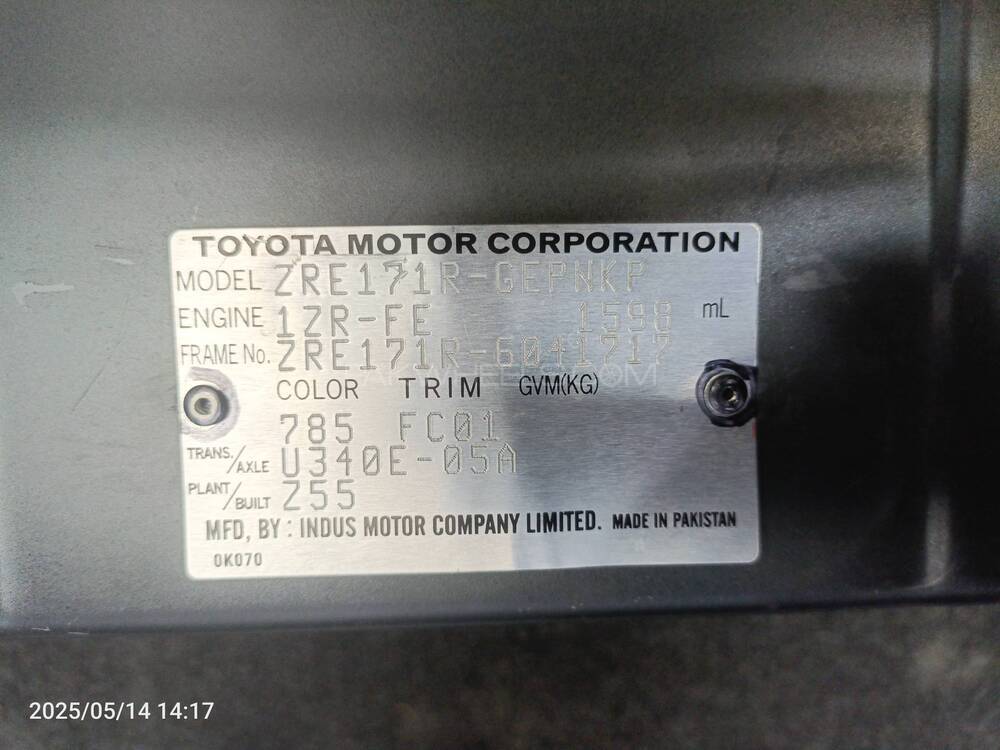 TOYOTA MOTOR CORPORATION
MODEL ZRE171R-GEPNKP
ENGINE 1ZR-FE 1598 mL
FRAME No. ZRE171R-6041717
COLOR TRIM GVM(KG)
785 FC01
TRANS./AXLE U340E-05A
PLANT/BUILT Z55
MFD, BY : INDUS MOTOR COMPANY LIMITED. MADE IN PAKISTAN
0K070
2025/05/14 14:17